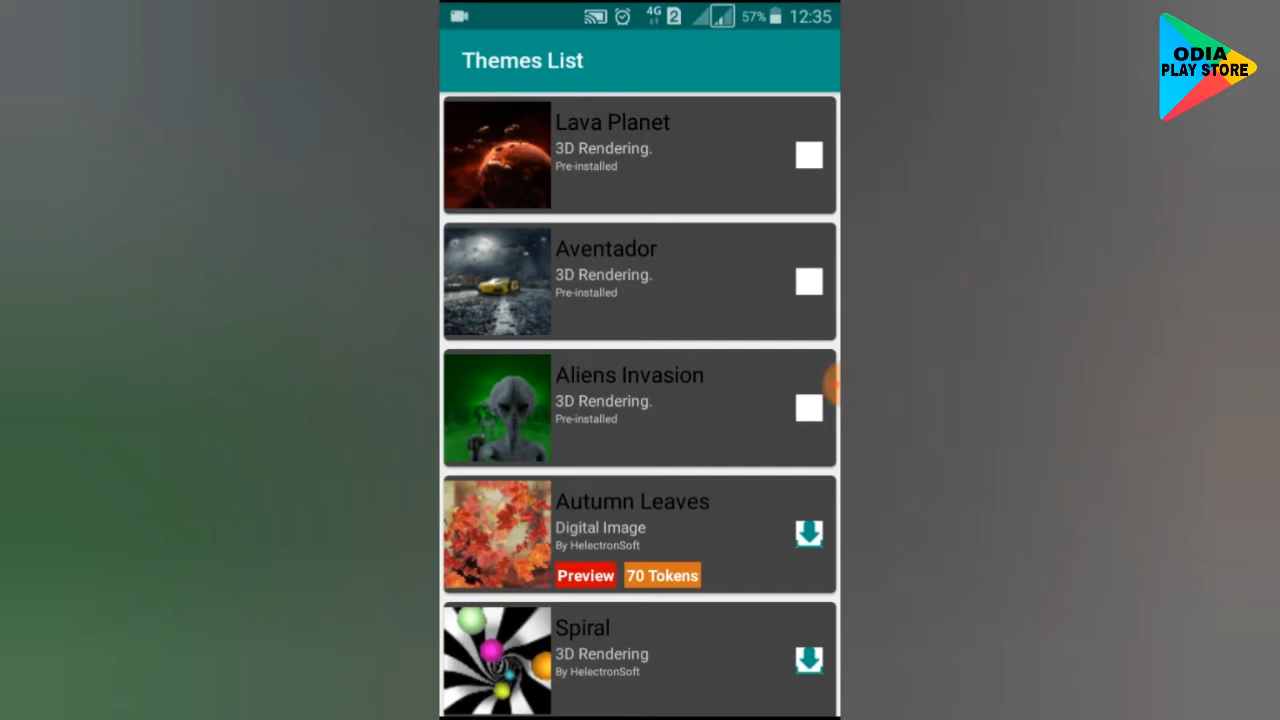 4G 2 57% 12:35
ODIA
PLAY STORE
Themes List
Lava Planet
3D Rendering.
Pre-installed
Aventador
3D Rendering.
Pre-installed
Aliens Invasion
3D Rendering.
Pre-installed
Autumn Leaves
Digital Image
By HelectronSoft
Preview 70 Tokens
Spiral
3D Rendering
By HelectronSoft